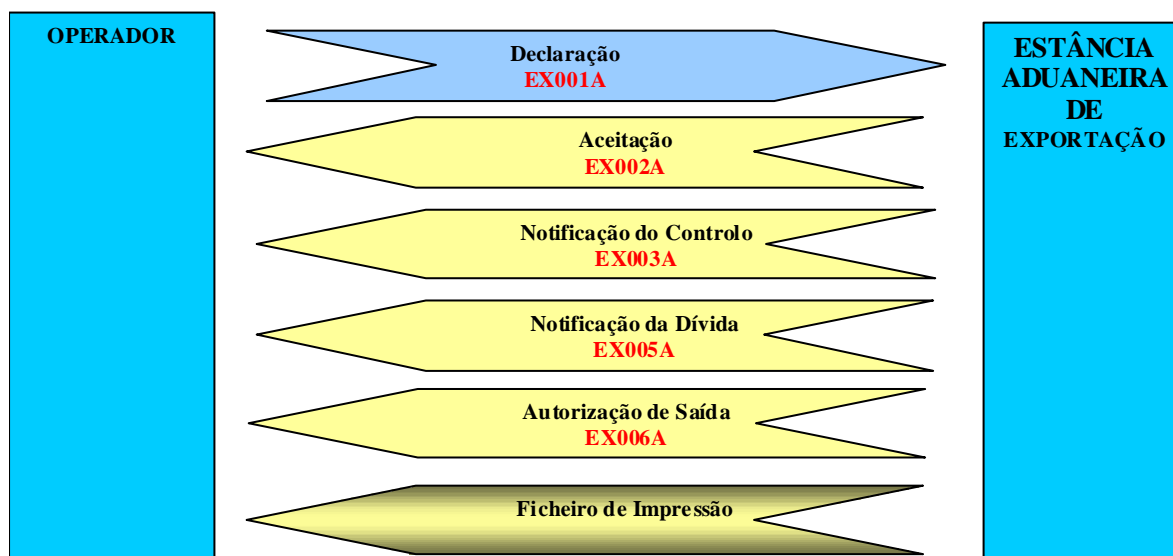 OPERADOR
Declaração
EX001A
ESTÂNCIA
ADUANEIRA
DE
EXPORTAÇÃO
Aceitação
EX002A
Notificação do Controlo
EX003A
Notificação da Dívida
EX005A
Autorização de Saída
EX006A
Ficheiro de Impressão